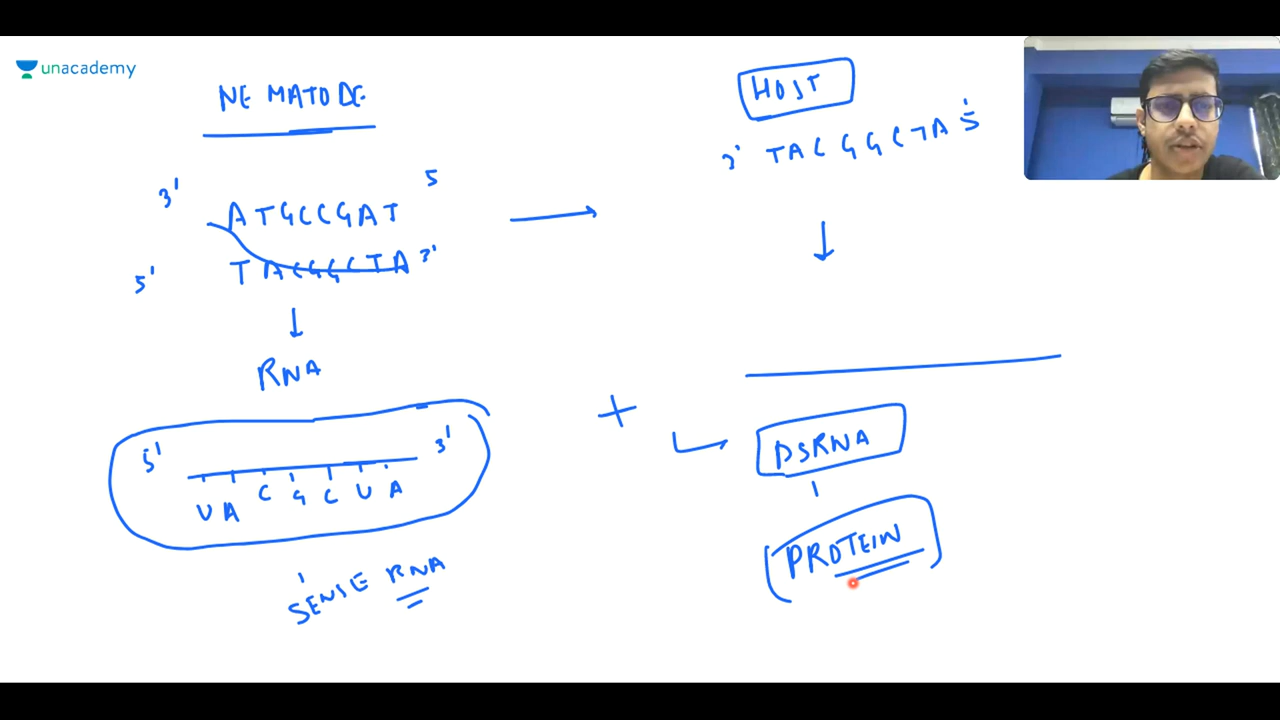 unacademy
NEMATODE
3' ATGCCGAT 5
5' TACGGCTA 3'
RNA
5' 3'
U A C G C U A
SENSE RNA
HOST
3' TACGGCTA 5'
+
DSRNA
PROTEIN